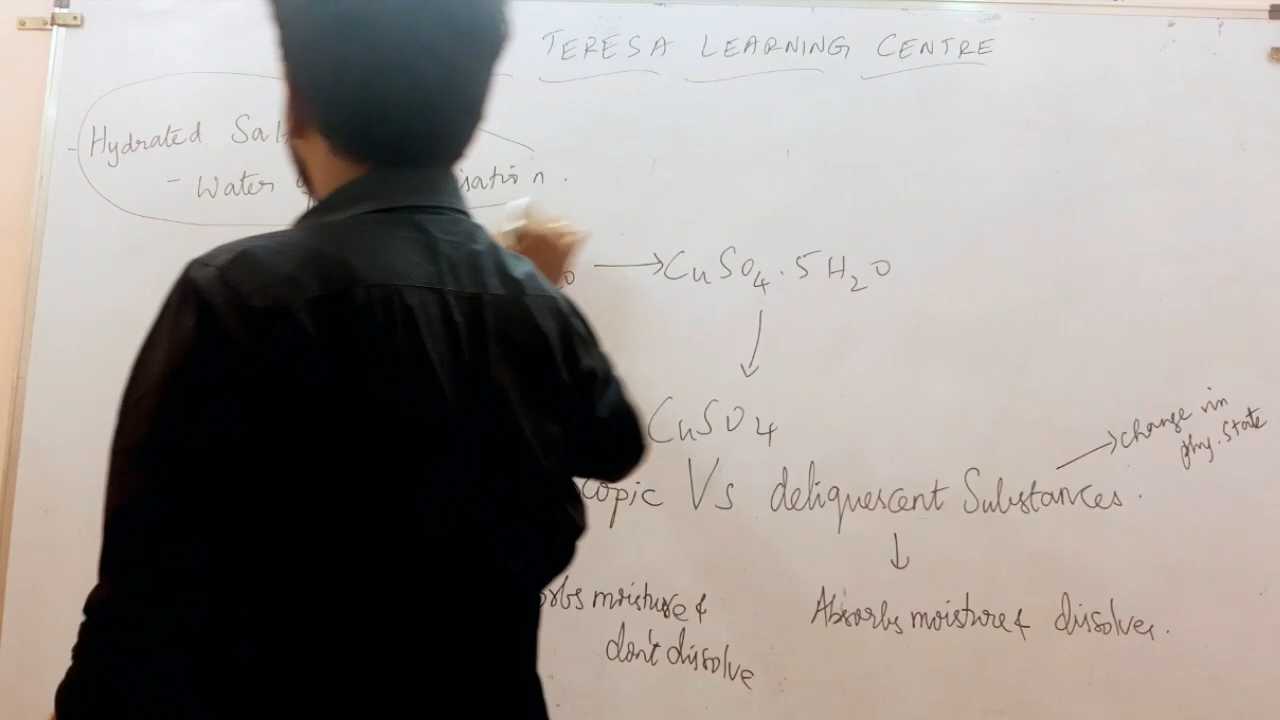 TERESA LEARNING CENTRE
Hydrated Sal
- Water isation.
→ CuSO4.5H2O
↓
CuSO4
→ change in
phy. State
copic Vs deliquescent Substances.
↓
orbs moisture &
don't dissolve
Absorbs moisture & dissolves.